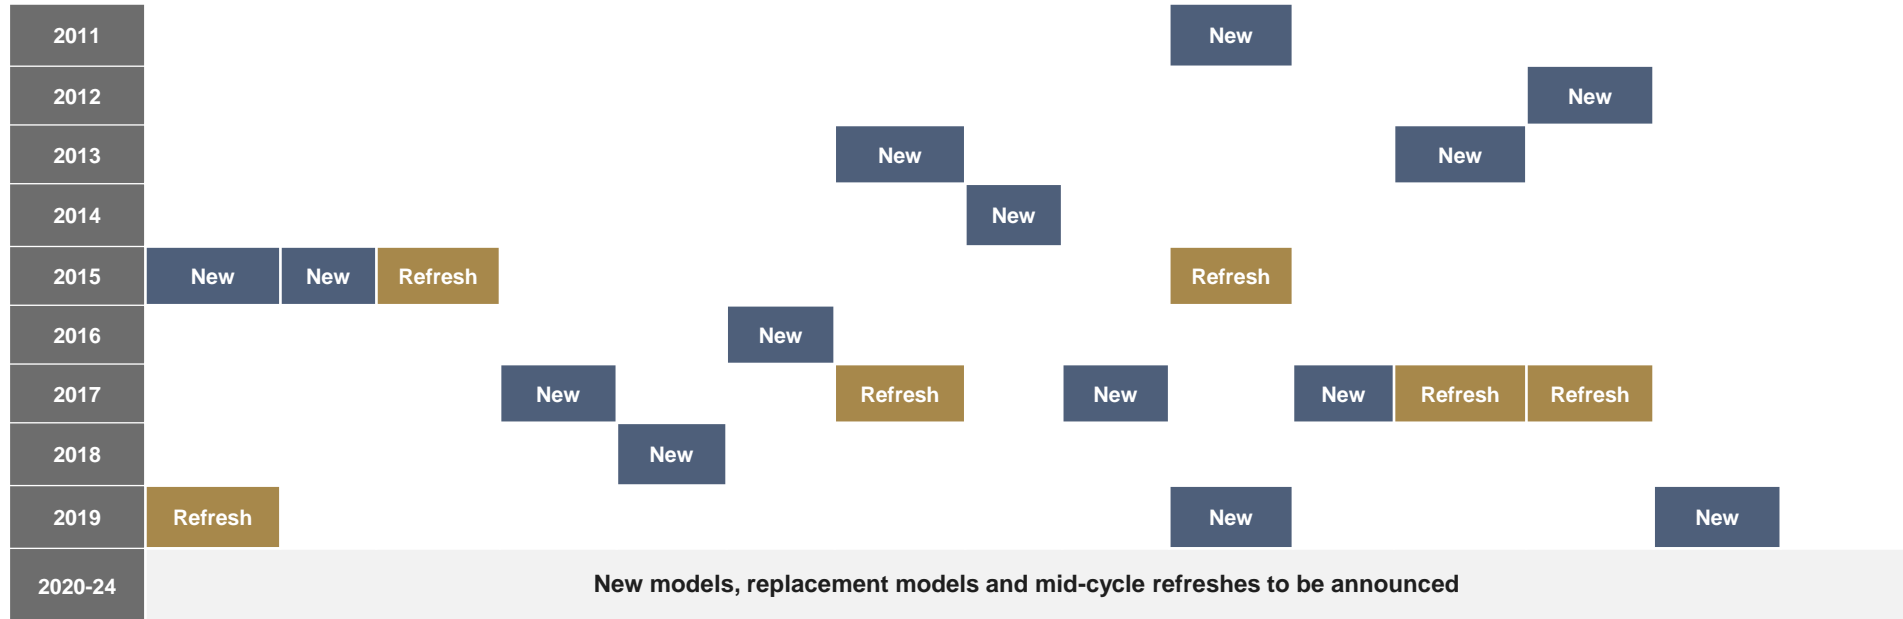 2011 New
2012 New
2013 New New
2014 New
2015 New New Refresh Refresh
2016 New
2017 New Refresh New New Refresh Refresh
2018 New
2019 Refresh New New
2020-24 New models, replacement models and mid-cycle refreshes to be announced